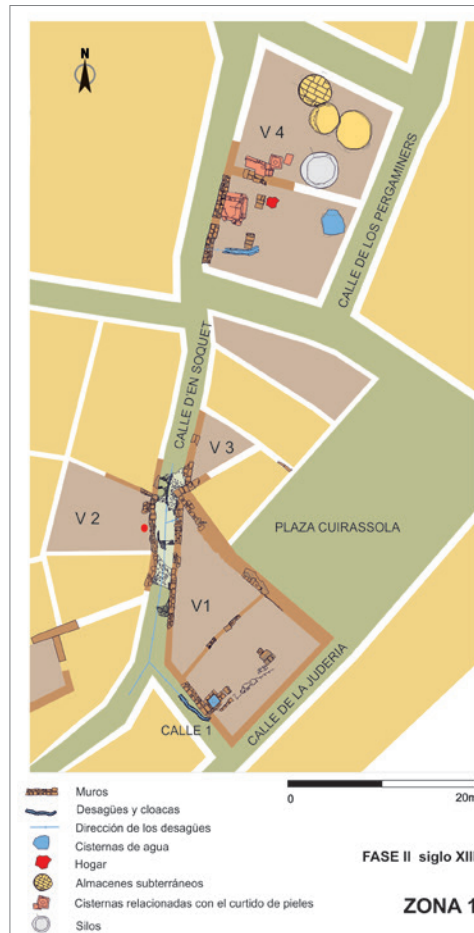 N
V 4
CALLE DE LOS PERGAMINERS
CALLE D'EN SOQUET
V 3
V 2
PLAZA CUIRASSOLA
V1
CALLE DE LA JUDERIA
CALLE 1
Muros
Desagües y cloacas
Dirección de los desagües
Cisternas de agua
Hogar
Almacenes subterráneos
Cisternas relacionadas con el curtido de pieles
Silos
0 20m
FASE II siglo XIII
ZONA 1